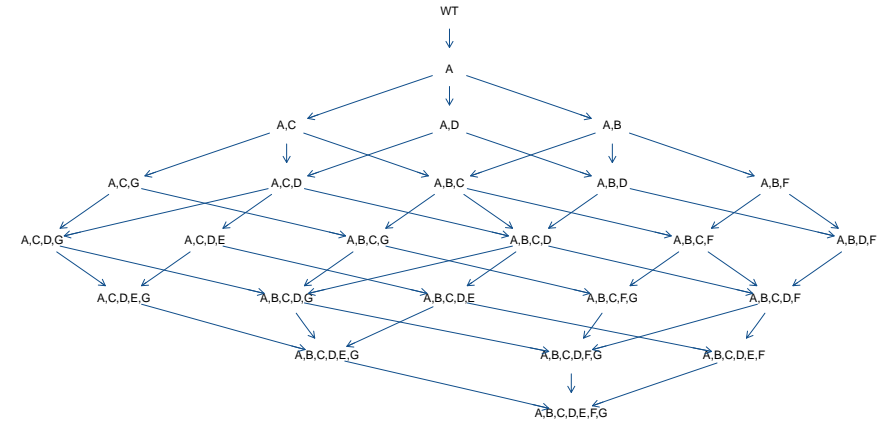 WT
A
A,C A,D A,B
A,C,G A,C,D A,B,C A,B,D A,B,F
A,C,D,G A,C,D,E A,B,C,G A,B,C,D A,B,C,F A,B,D,F
A,C,D,E,G A,B,C,D,G A,B,C,D,E A,B,C,F,G A,B,C,D,F
A,B,C,D,E,G A,B,C,D,F,G A,B,C,D,E,F
A,B,C,D,E,F,G